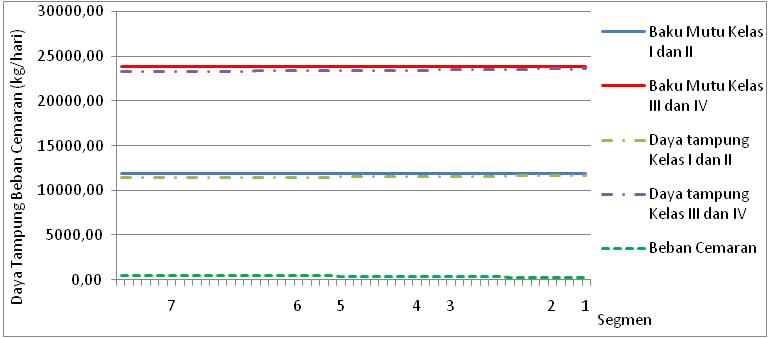 Daya Tampung Beban Cemaran (kg/hari)
30000,00
25000,00
20000,00
15000,00
10000,00
5000,00
0,00
7 6 5 4 3 2 1
Segmen
Baku Mutu Kelas
I dan II
Baku Mutu Kelas
III dan IV
Daya tampung
Kelas I dan II
Daya tampung
Kelas III dan IV
Beban Cemaran